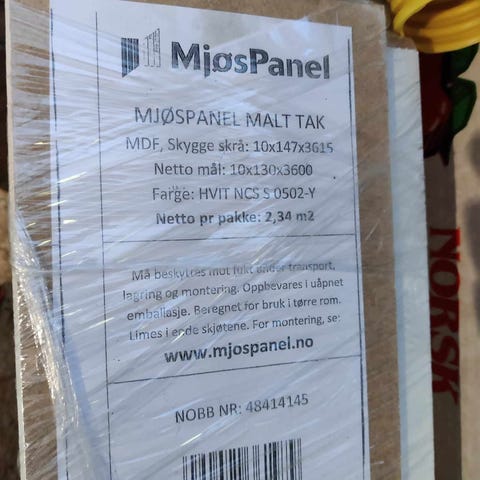 MjøsPanel
MJØSPANEL MALT TAK
MDF, Skygge skrå: 10x147x3615
Netto mål: 10x130x3600
Farge: HVIT NCS S 0502-Y
Netto pr pakke: 2,34 m2
Må beskyttes mot fukt under transport,
lagring og montering. Oppbevares i uåpnet
emballasje. Beregnet for bruk i tørre rom.
Limes i ende skjøtene. For montering, se:
www.mjospanel.no
NOBB NR: 48414145
NORSK